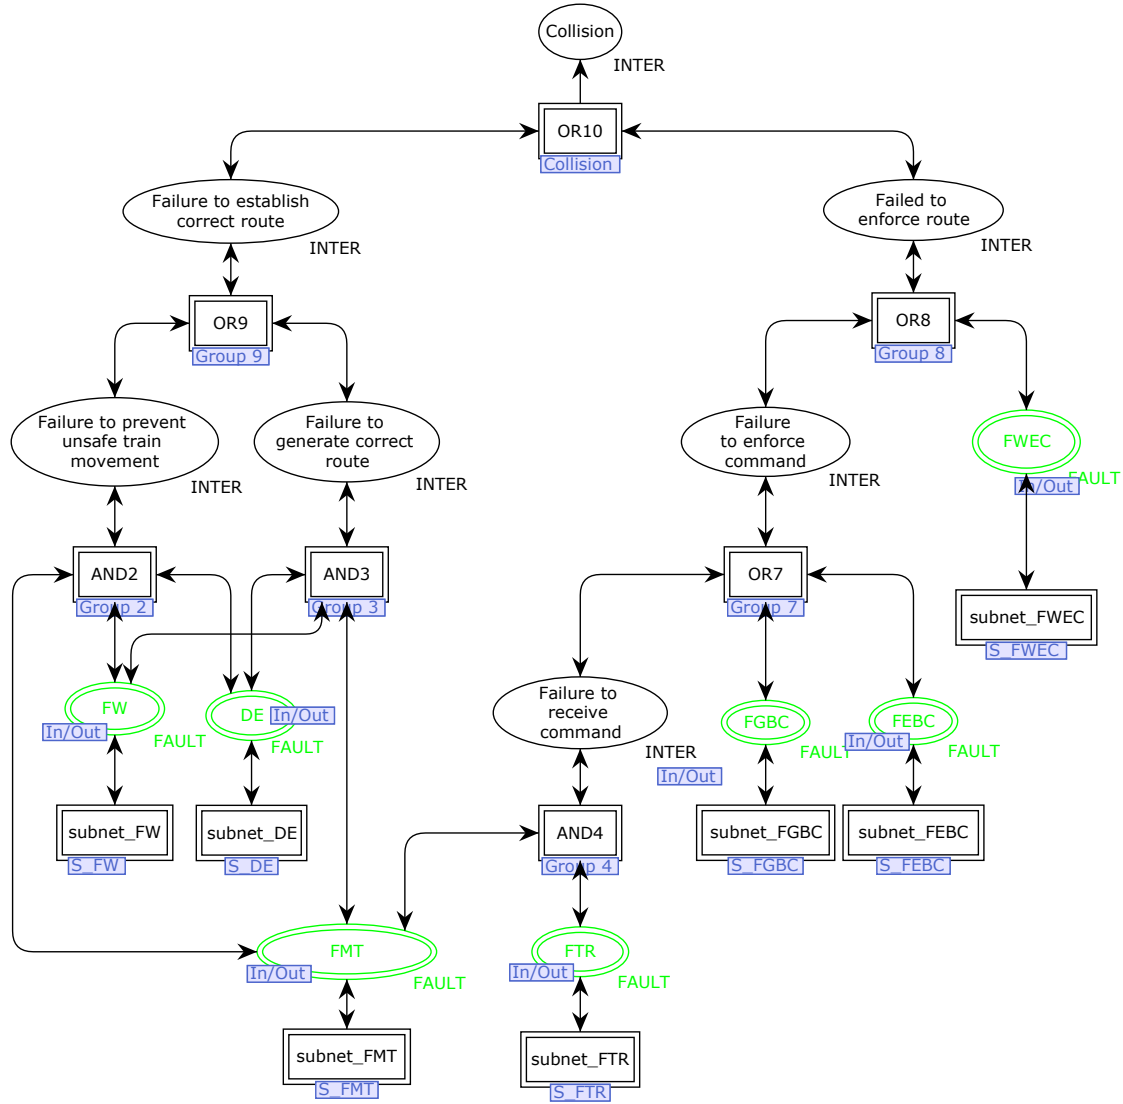 Collision
INTER
OR10
Collision
Failure to establish
correct route
INTER
Failed to
enforce route
INTER
OR9
Group 9
OR8
Group 8
Failure to prevent
unsafe train
movement
INTER
Failure to
generate correct
route
INTER
Failure
to enforce
command
INTER
FWEC
In/Out
FAULT
AND2
Group 2
AND3
Group 3
OR7
Group 7
subnet_FWEC
S_FWEC
FW
In/Out
FAULT
DE
In/Out
FAULT
Failure to
receive
command
INTER
In/Out
FGBC
FAULT
FEBC
In/Out
FAULT
subnet_FW
S_FW
subnet_DE
S_DE
AND4
Group 4
subnet_FGBC
S_FGBC
subnet_FEBC
S_FEBC
FMT
In/Out
FAULT
FTR
In/Out
FAULT
subnet_FMT
S_FMT
subnet_FTR
S_FTR